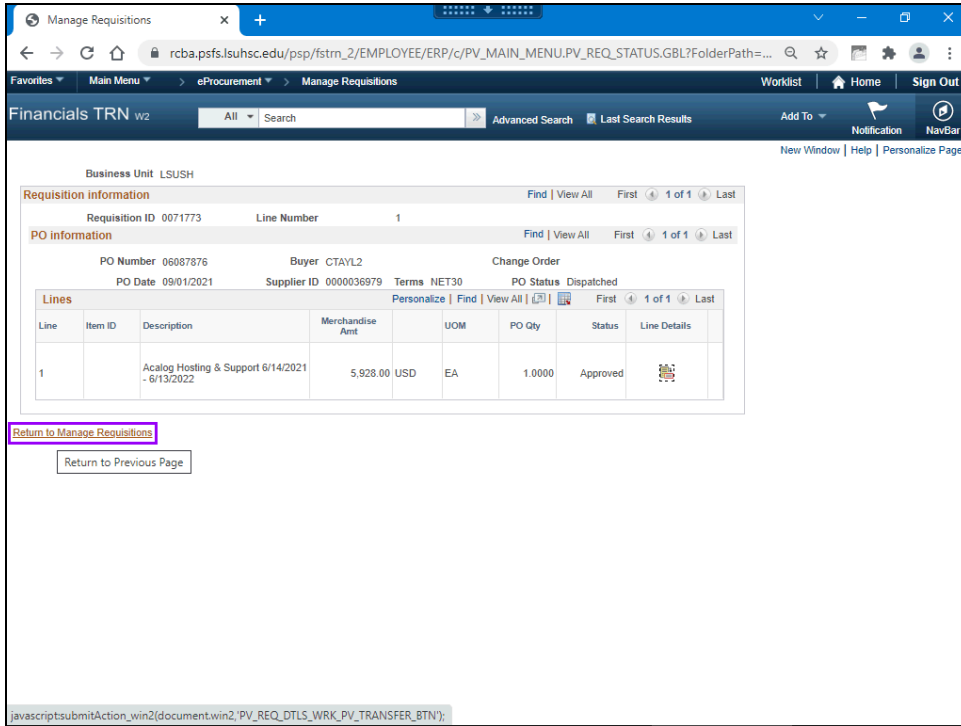 Manage Requisitions
rcba.psfs.lsuhsc.edu/psp/fstrn_2/EMPLOYEE/ERP/c/PV_MAIN_MENU.PV_REQ_STATUS.GBL?FolderPath=...
Favorites Main Menu > eProcurement > Manage Requisitions Worklist | Home | Sign Out
Financials TRN W2 All Search Advanced Search Last Search Results Add To Notification NavBar
New Window | Help | Personalize Page
Business Unit LSUSH
Requisition information Find | View All First 1 of 1 Last
Requisition ID 0071773 Line Number 1
PO information Find | View All First 1 of 1 Last
PO Number 06087876 Buyer CTAYL2 Change Order
PO Date 09/01/2021 Supplier ID 0000036979 Terms NET30 PO Status Dispatched
Lines Personalize | Find | View All | | First 1 of 1 Last
Line Item ID Description Merchandise Amt UOM PO Qty Status Line Details
1 Acalog Hosting & Support 6/14/2021 - 6/13/2022 5,928.00 USD EA 1.0000 Approved
Return to Manage Requisitions
Return to Previous Page
javascript:submitAction_win2(document.win2,'PV_REQ_DTLS_WRK_PV_TRANSFER_BTN');